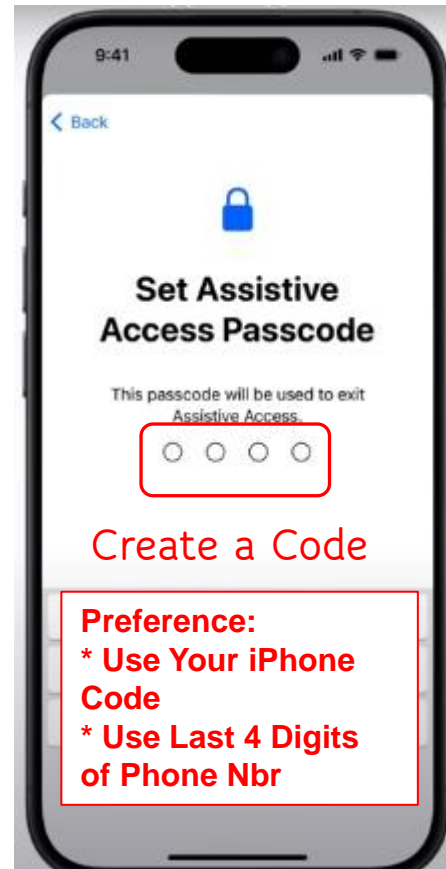 9:41
Back
Set Assistive
Access Passcode
This passcode will be used to exit
Assistive Access.
Create a Code
Preference:
* Use Your iPhone
Code
* Use Last 4 Digits
of Phone Nbr